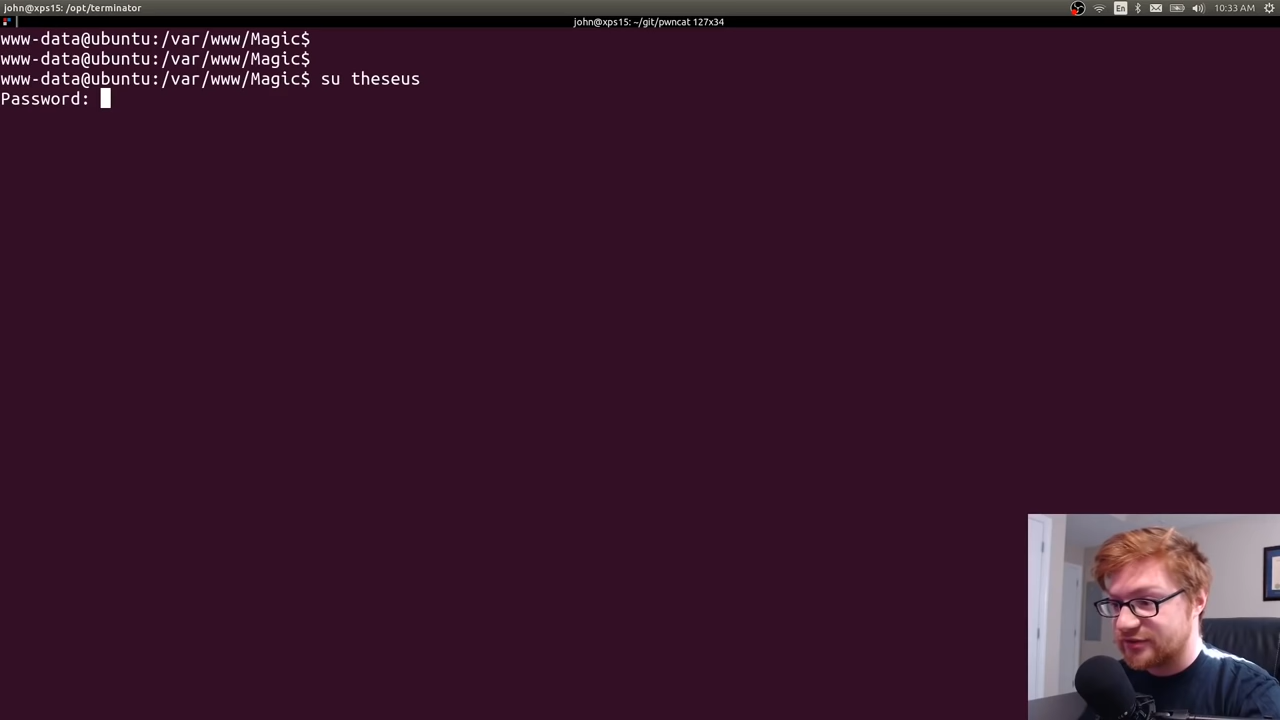 john@xps15: /opt/terminator
En
10:33 AM
john@xps15: ~/git/pwncat 127x34
www-data@ubuntu:/var/www/Magic$
www-data@ubuntu:/var/www/Magic$
www-data@ubuntu:/var/www/Magic$ su theseus
Password: